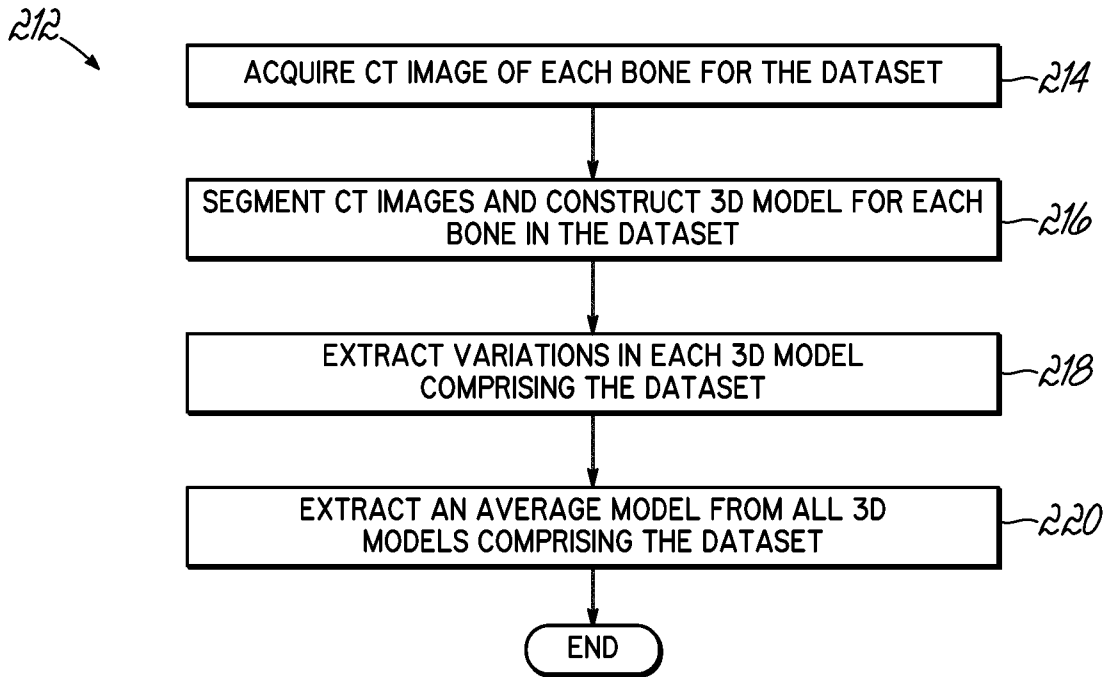 212
ACQUIRE CT IMAGE OF EACH BONE FOR THE DATASET
214
SEGMENT CT IMAGES AND CONSTRUCT 3D MODEL FOR EACH
BONE IN THE DATASET
216
EXTRACT VARIATIONS IN EACH 3D MODEL
COMPRISING THE DATASET
218
EXTRACT AN AVERAGE MODEL FROM ALL 3D
MODELS COMPRISING THE DATASET
220
END